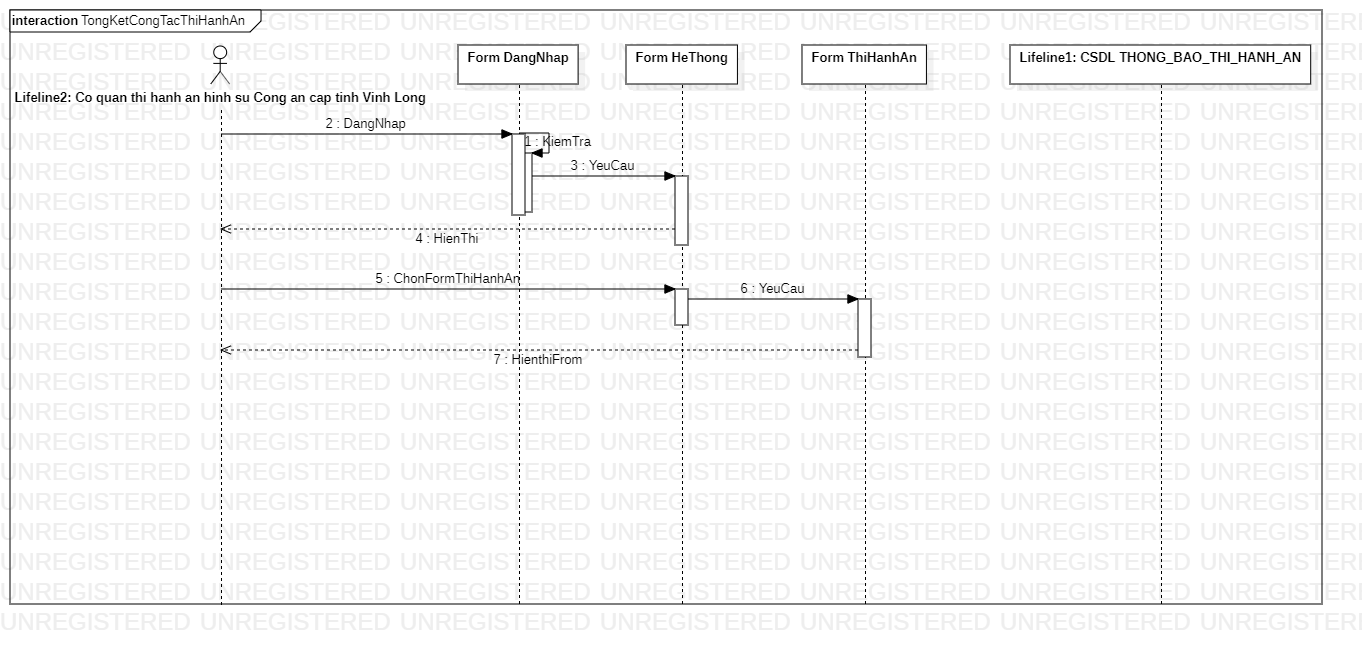 interaction TongKetCongTacThiHanhAn
Form DangNhap
Form HeThong
Form ThiHanhAn
Lifeline1: CSDL THONG_BAO_THI_HANH_AN
Lifeline2: Co quan thi hanh an hinh su Cong an cap tinh Vinh Long
2 : DangNhap
1 : KiemTra
3 : YeuCau
4 : HienThi
5 : ChonFormThiHanhAn
6 : YeuCau
7 : HienthiFrom
UNREGISTERED